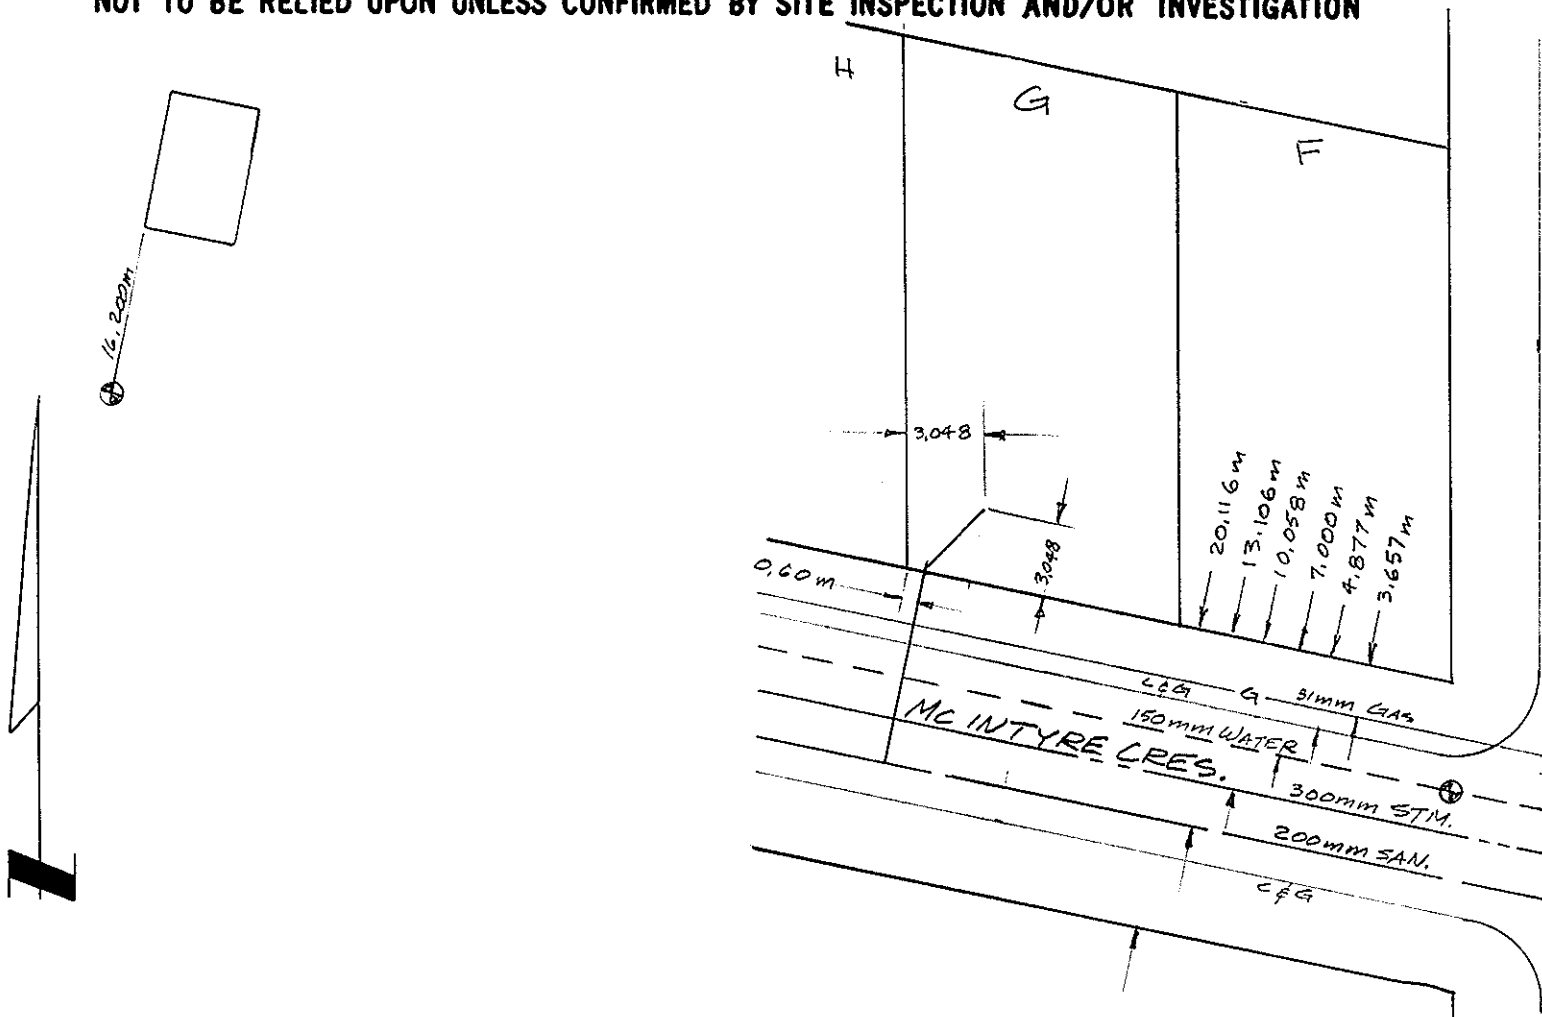 NOT TO BE RELIED UPON UNLESS CONFIRMED BY SITE INSPECTION AND/OR INVESTIGATION
H
G
F
16.200m
3,048
3,048
0,60m
20.116m
13.106m
10.058m
7.000m
4.877m
3.657m
C&G
G
31mm GAS
150mm WATER
MC INTYRE CRES.
300mm STM.
200mm SAN.
C&G